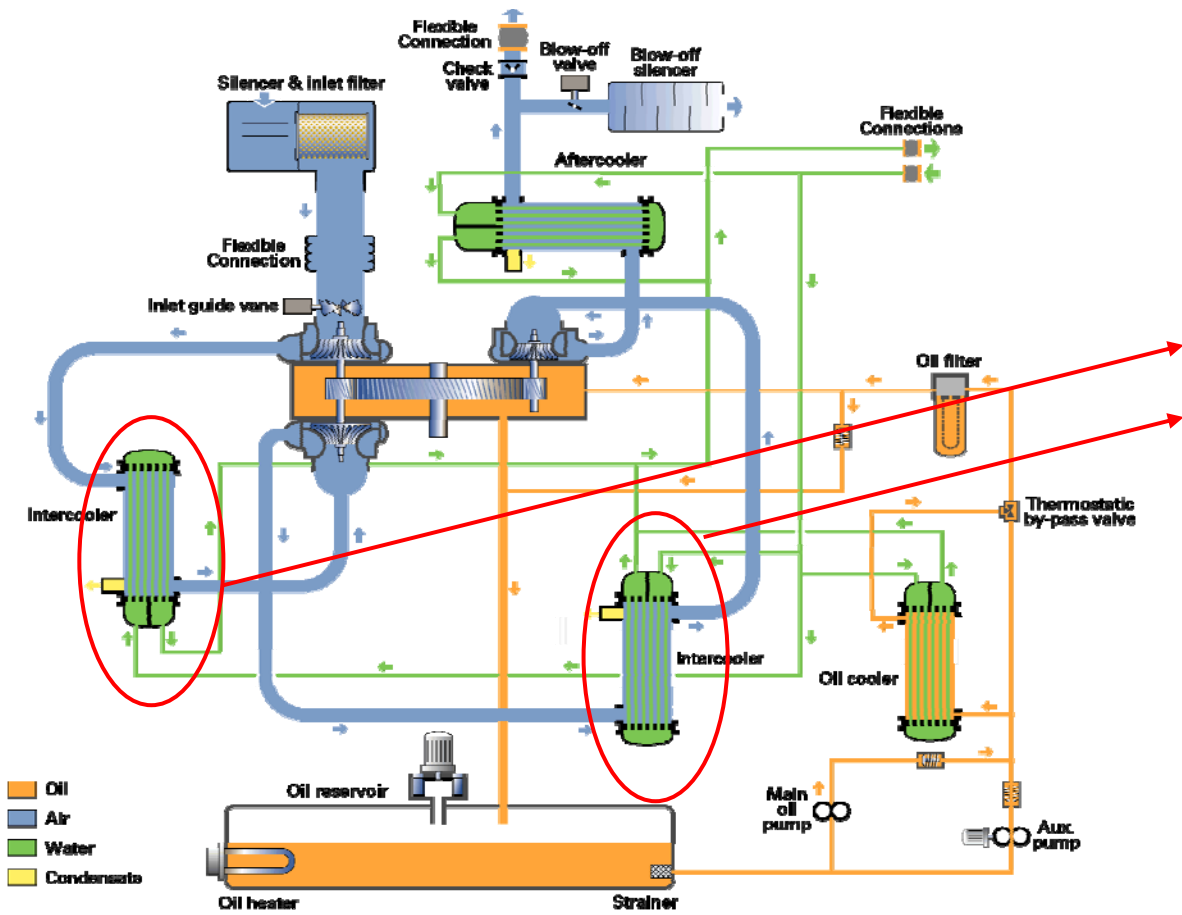 Flexible
Connection
Blow-off
valve
Blow-off
silencer
Check
valve
Silencer & inlet filter
Flexible
Connections
Aftercooler
Flexible
Connection
Inlet guide vane
Oil filter
Intercooler
Thermostatic
by-pass valve
Intercooler
Oil cooler
Oil reservoir
Main
oil
pump
Aux.
pump
Oil
Air
Water
Condensate
Oil heater
Strainer